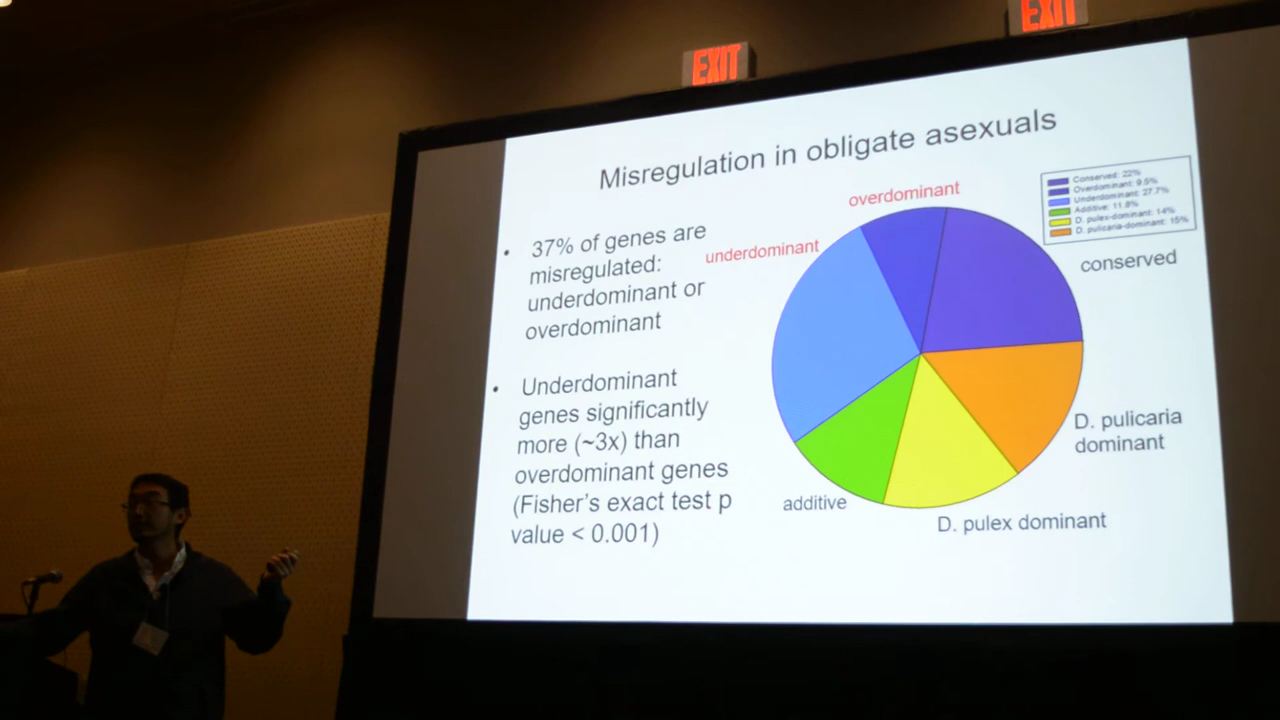 EXIT
EXIT
Misregulation in obligate asexuals
• 37% of genes are
misregulated:
underdominant or
overdominant
• Underdominant
genes significantly
more (~3x) than
overdominant genes
(Fisher's exact test p
value < 0.001)
overdominant
underdominant
conserved
D. pulicaria
dominant
D. pulex dominant
additive
Conserved: 22%
Overdominant: 9.5%
Underdominant: 27.7%
Additive: 11.8%
D. pulex-dominant: 14%
D. pulicaria-dominant: 15%